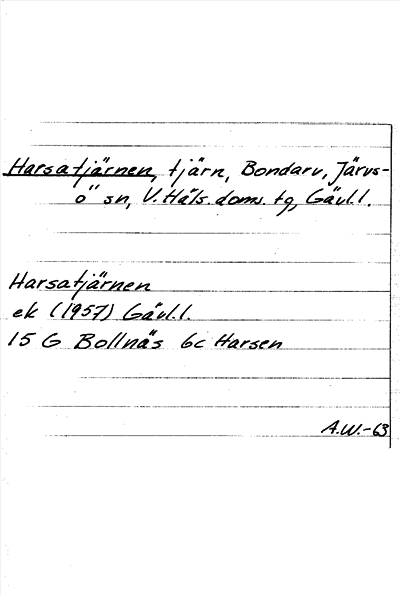 Harsatjärnen, tjärn, Bondarv, Järvs-
ö sn, V. Häls. doms. tg, Gävl. l.
Harsatjärnen
ek (1957) Gävl. l.
15 G Bollnäs 6c Harsen
A.W.-63